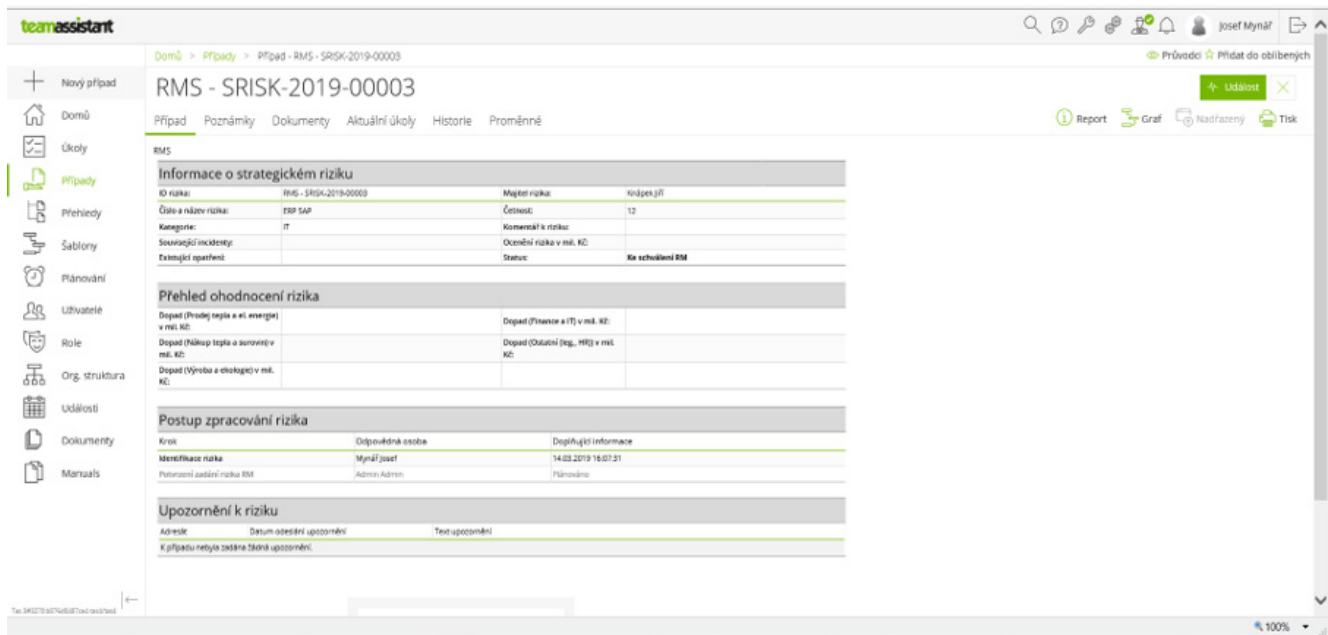 teamassistant
Josef Mynář
Domů > Případy > Případ - RMS - SRISK-2019-00003
Průvodci Přidat do oblíbených
Nový případ
RMS - SRISK-2019-00003
Událost
Domů
Případ Poznámky Dokumenty Aktuální úkoly Historie Proměnné
Report Graf Nadřazený Tisk
Úkoly
RMS
Případy
Informace o strategickém riziku
ID rizika: RMS - SRISK-2019-00003 Majitel rizika: Knápek Jiří
Přehledy
Číslo a název rizika: ERP SAP Četnost: 12
Kategorie: IT Komentář k riziku:
Šablony
Související incidenty: Ocenění rizika v mil. Kč:
Existující opatření: Status: Ke schválení RM
Plánování
Přehled ohodnocení rizika
Uživatelé
Dopad (Prodej tepla a el. energie) v mil. Kč: Dopad (Finance a IT) v mil. Kč:
Role
Dopad (Nákup tepla a surovin) v mil. Kč: Dopad (Ostatní (leg., HR)) v mil. Kč:
Org. struktura
Dopad (Výroba a ekologie) v mil. Kč:
Události
Postup zpracování rizika
Dokumenty
Krok Odpovědná osoba Doplňující informace
Identifikace rizika Mynář Josef 14.03.2019 16:07:31
Manuals
Potvrzení zadání rizika RM Admin Admin Plánováno
Upozornění k riziku
Adresát Datum odeslání upozornění Text upozornění
K případu nebyla zadána žádná upozornění.
100%